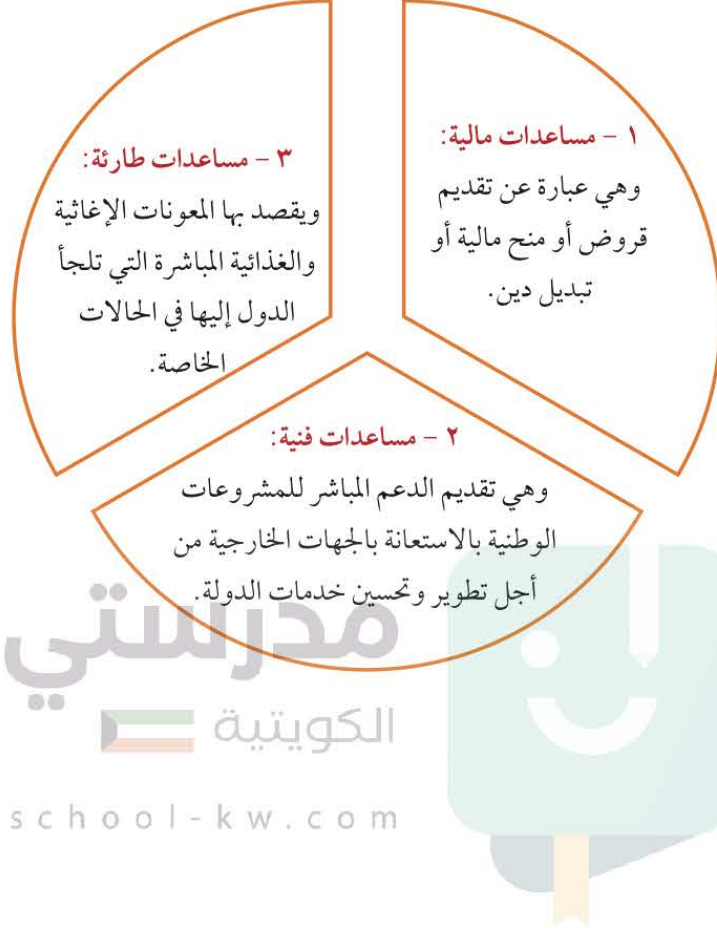 ١ – مساعدات مالية:
وهي عبارة عن تقديم
قروض أو منح مالية أو
تبديل دين.
٢ – مساعدات فنية:
وهي تقديم الدعم المباشر للمشروعات
الوطنية بالاستعانة بالجهات الخارجية من
أجل تطوير وتحسين خدمات الدولة.
٣ – مساعدات طارئة:
ويقصد بها المعونات الإغاثية
والغذائية المباشرة التي تلجأ
الدول إليها في الحالات
الخاصة.
مدرستي
الكويتية
school-kw.com